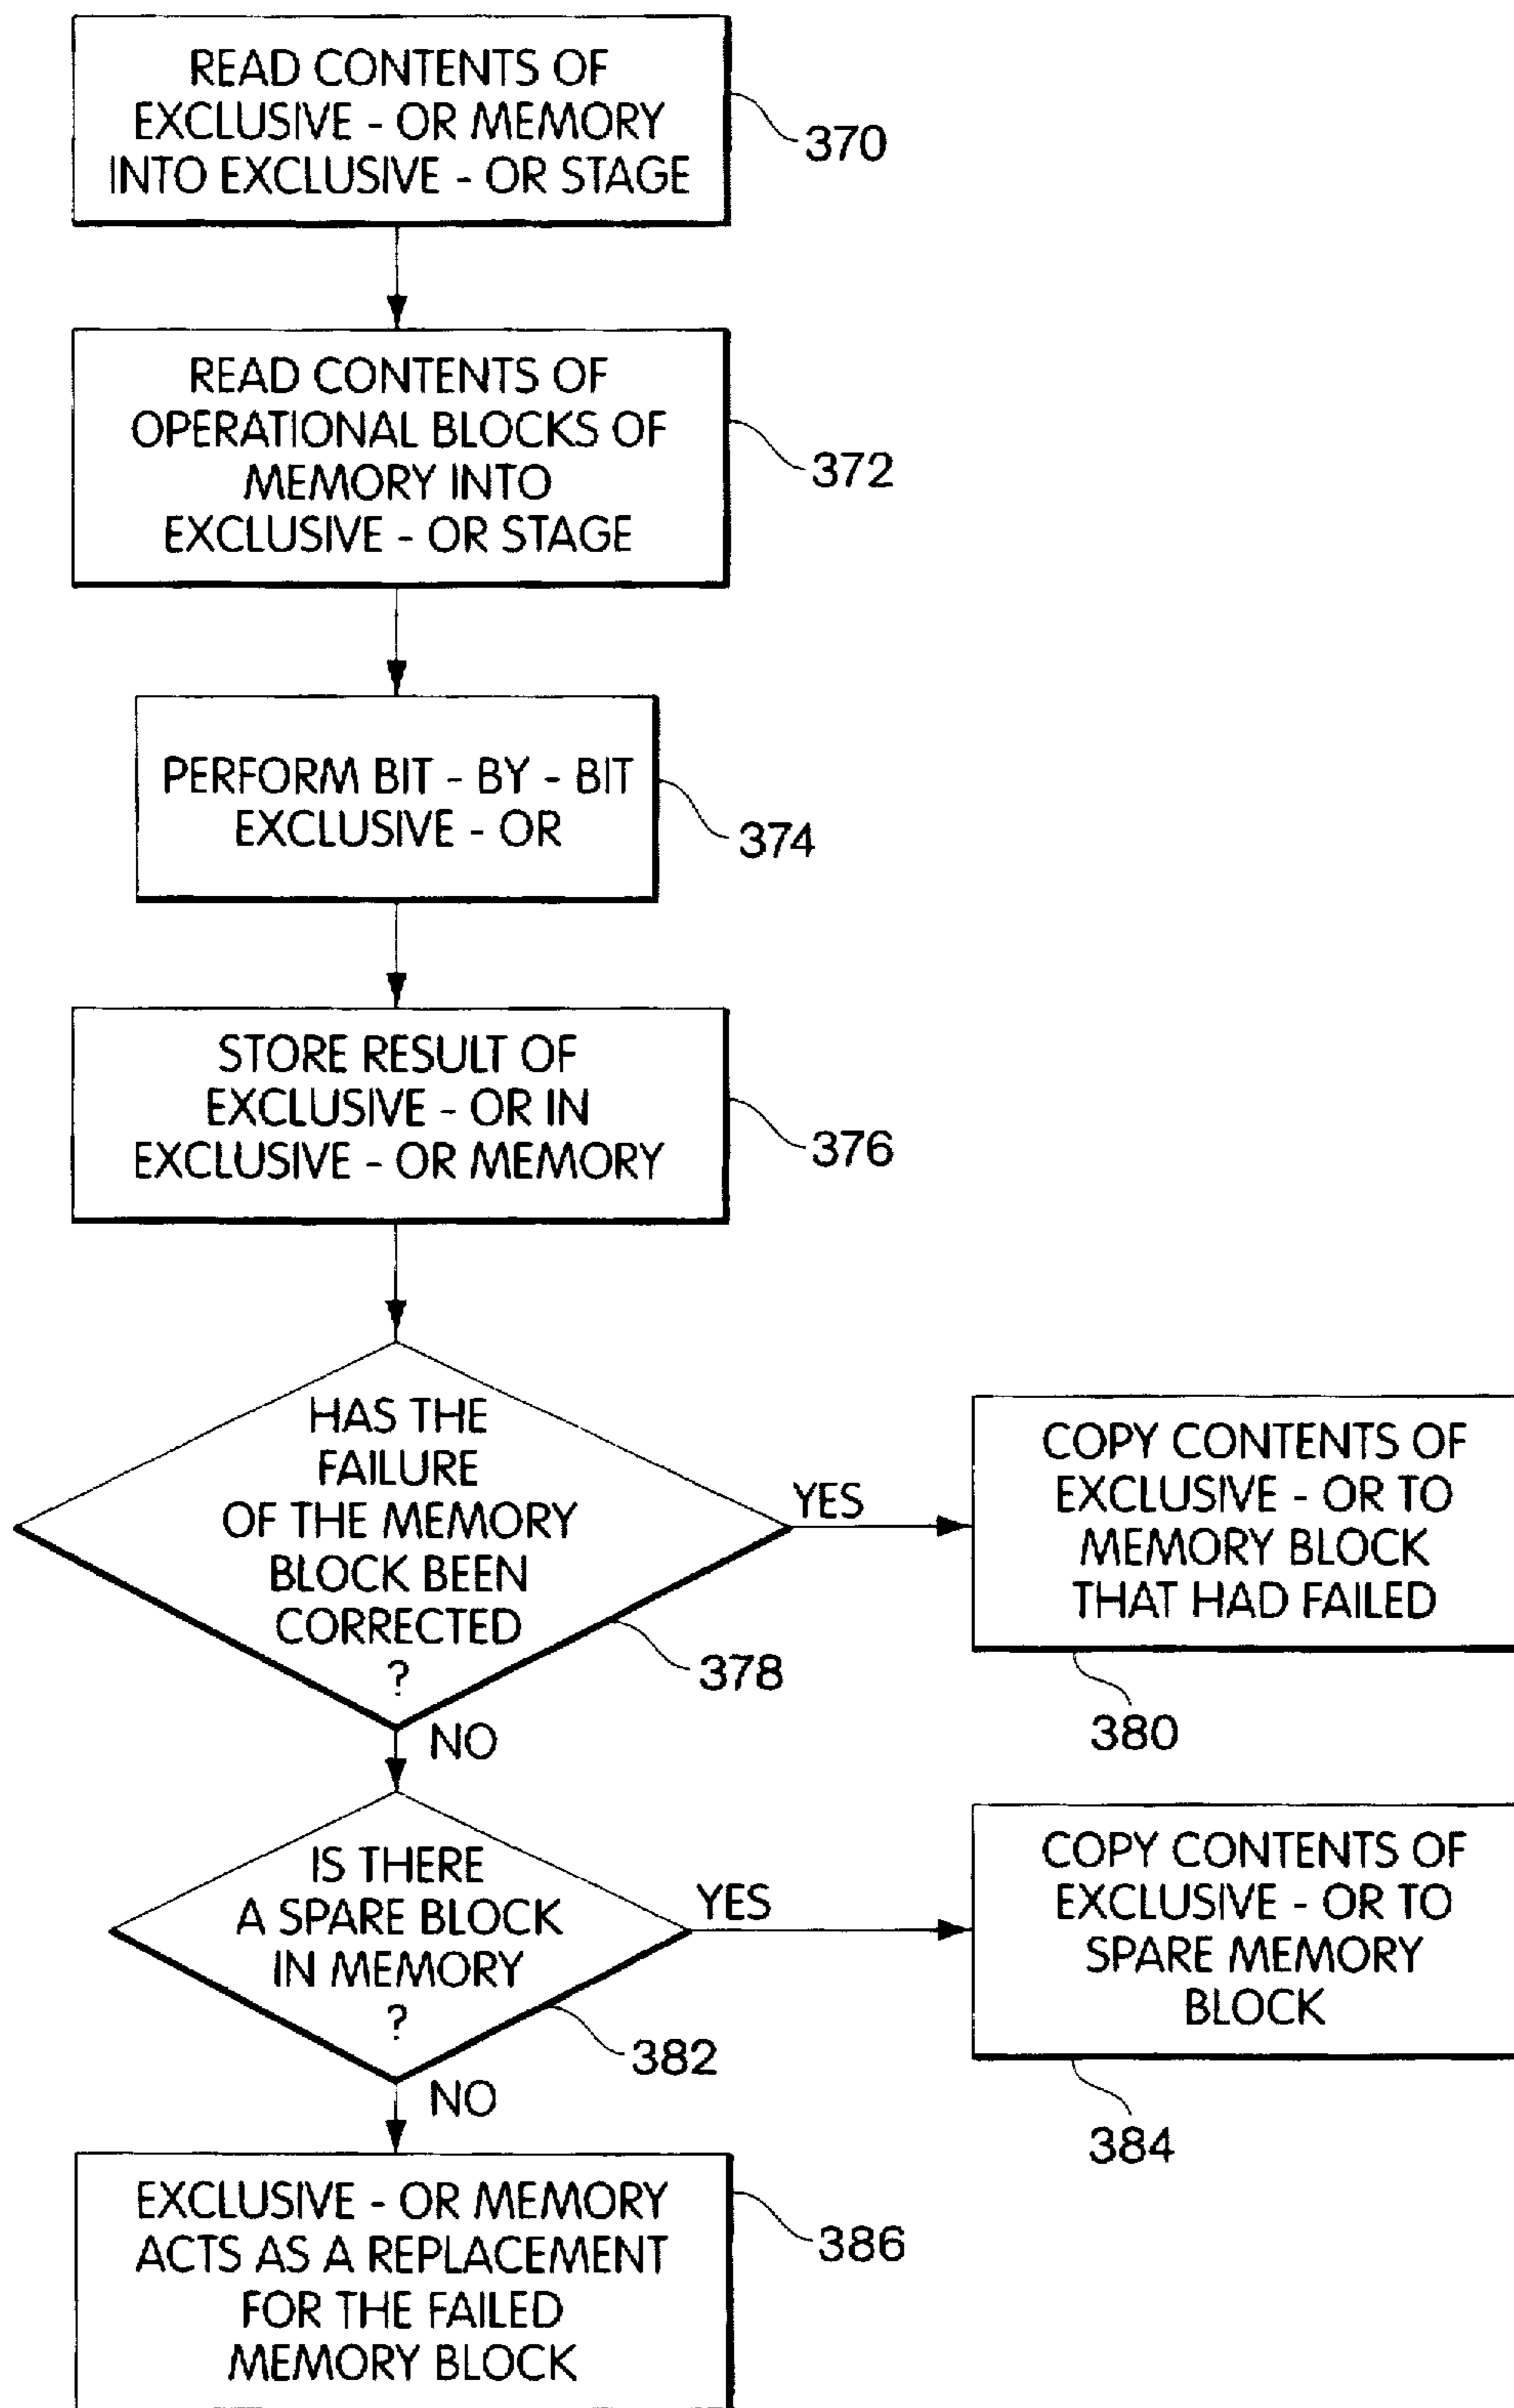 READ CONTENTS OF
EXCLUSIVE - OR MEMORY
INTO EXCLUSIVE - OR STAGE
370
READ CONTENTS OF
OPERATIONAL BLOCKS OF
MEMORY INTO
EXCLUSIVE - OR STAGE
372
PERFORM BIT - BY - BIT
EXCLUSIVE - OR
374
STORE RESULT OF
EXCLUSIVE - OR IN
EXCLUSIVE - OR MEMORY
376
HAS THE
FAILURE
OF THE MEMORY
BLOCK BEEN
CORRECTED
?
378
YES
COPY CONTENTS OF
EXCLUSIVE - OR TO
MEMORY BLOCK
THAT HAD FAILED
380
NO
IS THERE
A SPARE BLOCK
IN MEMORY
?
382
YES
COPY CONTENTS OF
EXCLUSIVE - OR TO
SPARE MEMORY
BLOCK
384
NO
EXCLUSIVE - OR MEMORY
ACTS AS A REPLACEMENT
FOR THE FAILED
MEMORY BLOCK
386